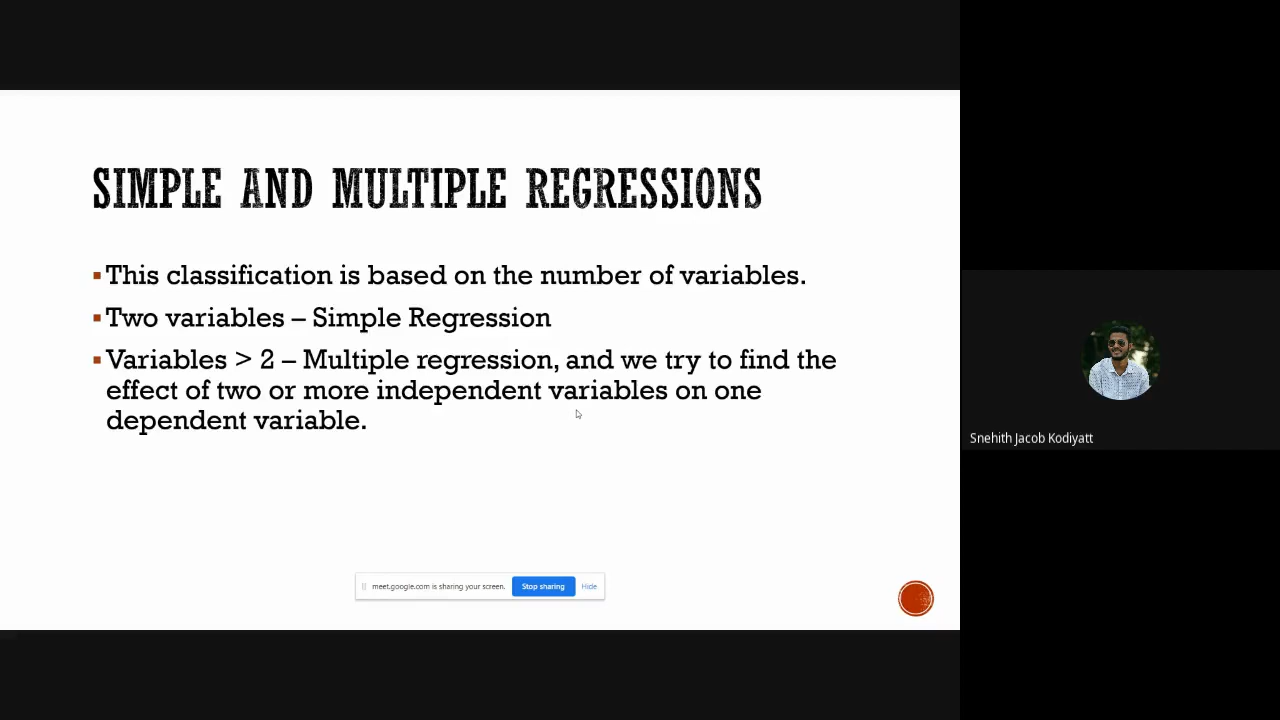 SIMPLE AND MULTIPLE REGRESSIONS
This classification is based on the number of variables.
Two variables – Simple Regression
Variables > 2 – Multiple regression, and we try to find the
effect of two or more independent variables on one
dependent variable.
meet.google.com is sharing your screen. Stop sharing Hide
Snehith Jacob Kodiyatt